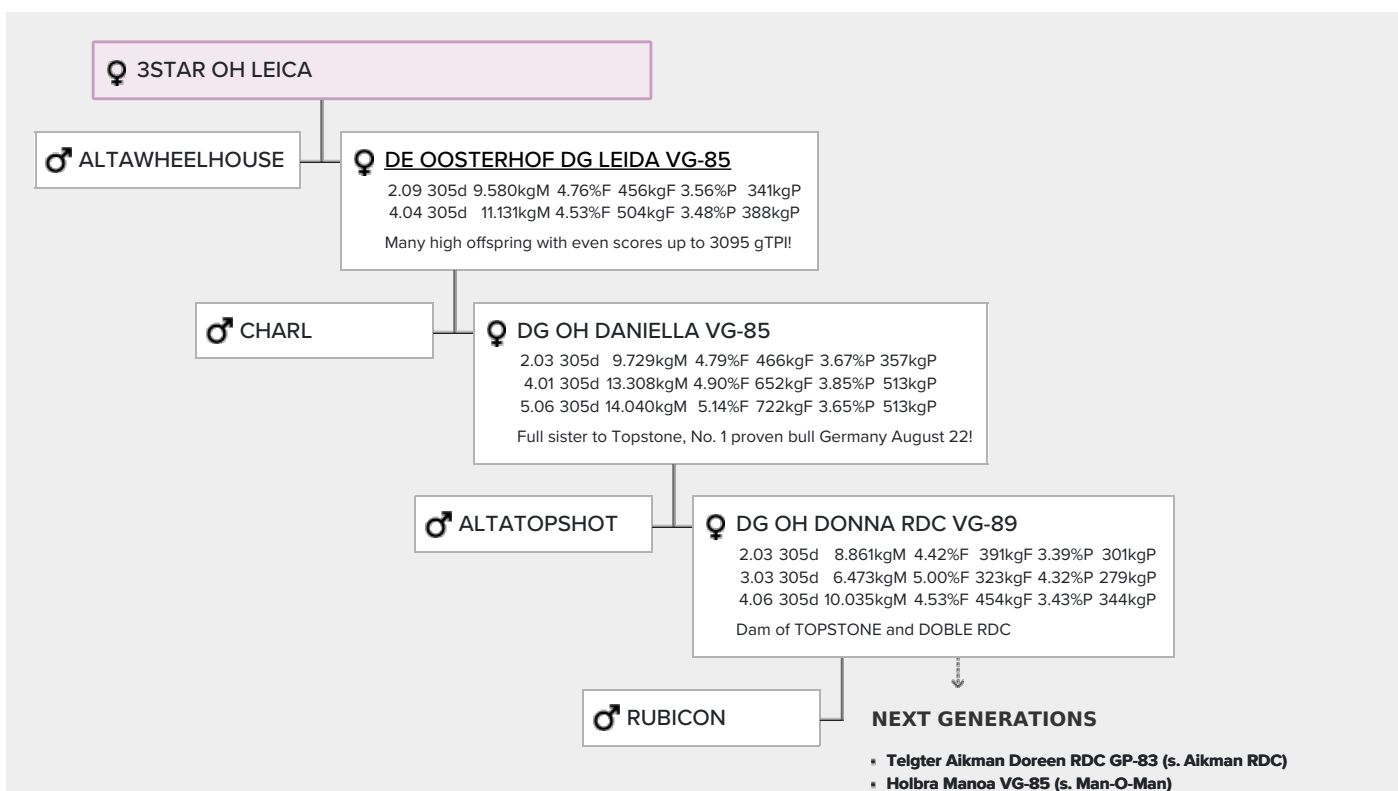 3STAR OH LEICA
ALTAWHEELHOUSE
DE OOSTERHOF DG LEIDA VG-85
2.09 305d 9.580kgM 4.76%F 456kgF 3.56%P 341kgP
4.04 305d 11.131kgM 4.53%F 504kgF 3.48%P 388kgP
Many high offspring with even scores up to 3095 gTPI!
CHARL
DG OH DANIELLA VG-85
2.03 305d 9.729kgM 4.79%F 466kgF 3.67%P 357kgP
4.01 305d 13.308kgM 4.90%F 652kgF 3.85%P 513kgP
5.06 305d 14.040kgM 5.14%F 722kgF 3.65%P 513kgP
Full sister to Topstone, No. 1 proven bull Germany August 22!
ALTATOPSHOT
DG OH DONNA RDC VG-89
2.03 305d 8.861kgM 4.42%F 391kgF 3.39%P 301kgP
3.03 305d 6.473kgM 5.00%F 323kgF 4.32%P 279kgP
4.06 305d 10.035kgM 4.53%F 454kgF 3.43%P 344kgP
Dam of TOPSTONE and DOBLE RDC
RUBICON
NEXT GENERATIONS
Telgter Aikman Doreen RDC GP-83 (s. Aikman RDC)
Holbra Manoa VG-85 (s. Man-O-Man)